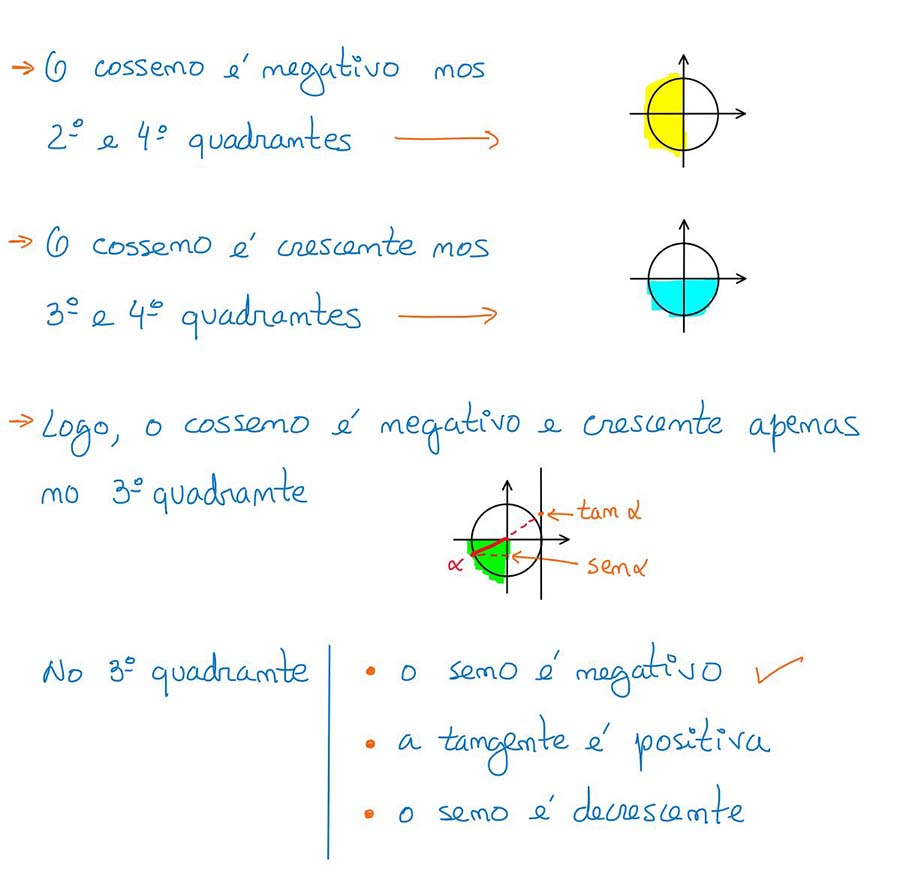 → O cosseno é negativo nos
2º e 4º quadrantes →
→ O cosseno é crescente nos
3º e 4º quadrantes →
→ Logo, o cosseno é negativo e crescente apenas
no 3º quadrante
tan α
α
sen α
No 3º quadrante
• o seno é negativo ✓
• a tangente é positiva
• o seno é decrescente